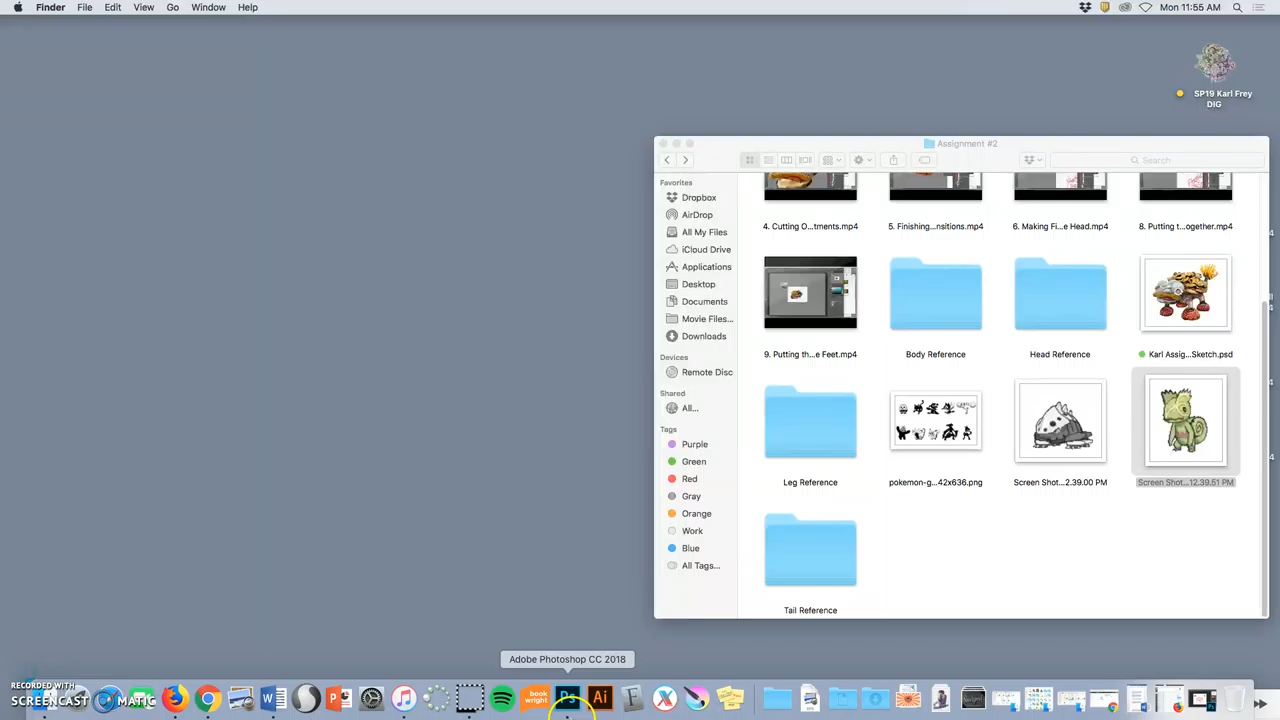 Finder File Edit View Go Window Help
Mon 11:55 AM
SP19 Karl Frey
DIG
Assignment #2
Search
Favorites
Dropbox
AirDrop
All My Files
iCloud Drive
Applications
Desktop
Documents
Movie Files...
Downloads
Devices
Remote Disc
Shared
All...
Tags
Purple
Green
Red
Gray
Orange
Work
Blue
All Tags...
4. Cutting O...tments.mp4
5. Finishing...nsitions.mp4
6. Making Fi...e Head.mp4
8. Putting t...ogether.mp4
9. Putting th...e Feet.mp4
Body Reference
Head Reference
Karl Assig...Sketch.psd
Leg Reference
pokemon-g...42x636.png
Screen Shot...2.39.00 PM
Screen Shot...12.39.51 PM
Tail Reference
Adobe Photoshop CC 2018
RECORDED WITH
SCREENCAST MATIC
book
wright
Ps
Ai